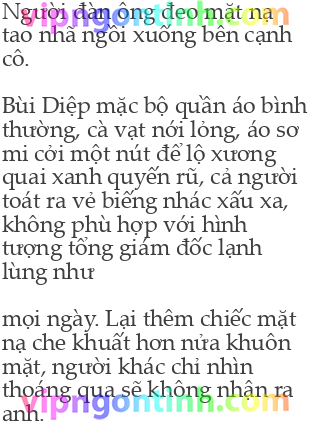 Người đàn ông đeo mặt nạ
tao nhã ngồi xuống bên cạnh
cô.
Bùi Diệp mặc bộ quần áo bình
thường, cà vạt nới lỏng, áo sơ
mi cởi một nút để lộ xương
quai xanh quyến rũ, cả người
toát ra vẻ biếng nhác xấu xa,
không phù hợp với hình
tượng tổng giám đốc lạnh
lùng như
mọi ngày. Lại thêm chiếc mặt
nạ che khuất hơn nửa khuôn
mặt, người khác chỉ nhìn
thoáng qua sẽ không nhận ra
anh.
vipngontinh.com
vipngontinh.com